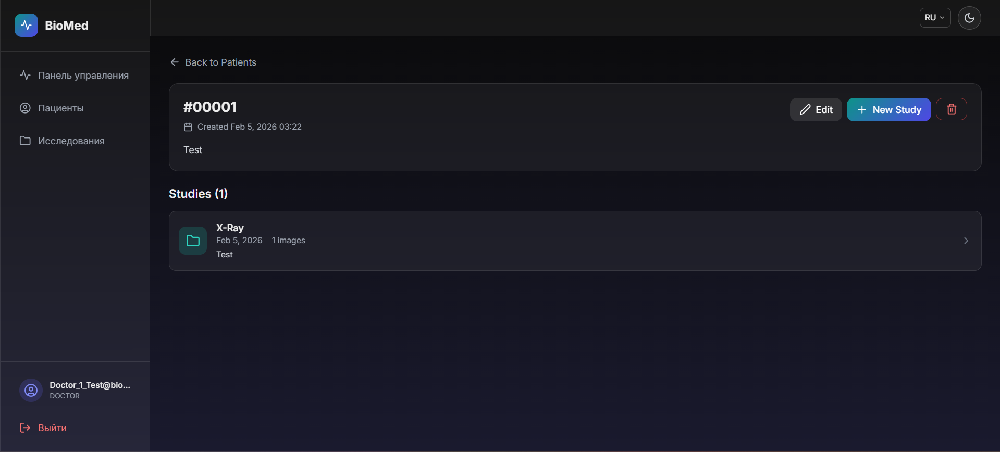 BioMed
RU
Панель управления
Пациенты
Исследования
Back to Patients
#00001
Created Feb 5, 2026 03:22
Test
Edit
New Study
Studies (1)
X-Ray
Feb 5, 2026 1 images
Test
Doctor_1_Test@bio...
DOCTOR
Выйти